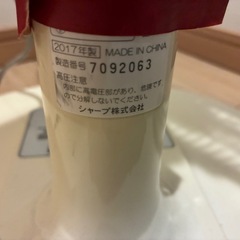 2017年製 MADE IN CHINA
製造番号 7092063
高圧注意
内部に高電圧部があり、危険です
ので分解しないでください。
シャープ株式会社